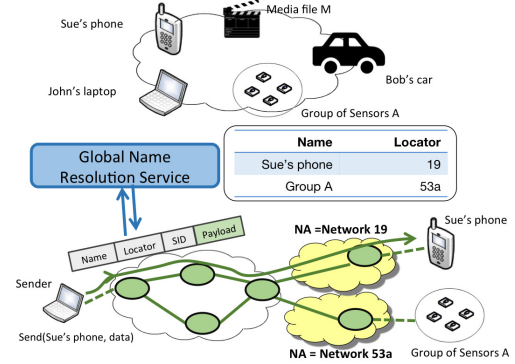 Sue's phone
Media file M
John's laptop
Bob's car
Group of Sensors A
Global Name
Resolution Service
Name Locator
Sue's phone 19
Group A 53a
Name Locator SID Payload
NA =Network 19
Sue's phone
Sender
Send(Sue's phone, data)
NA = Network 53a
Group of Sensors A